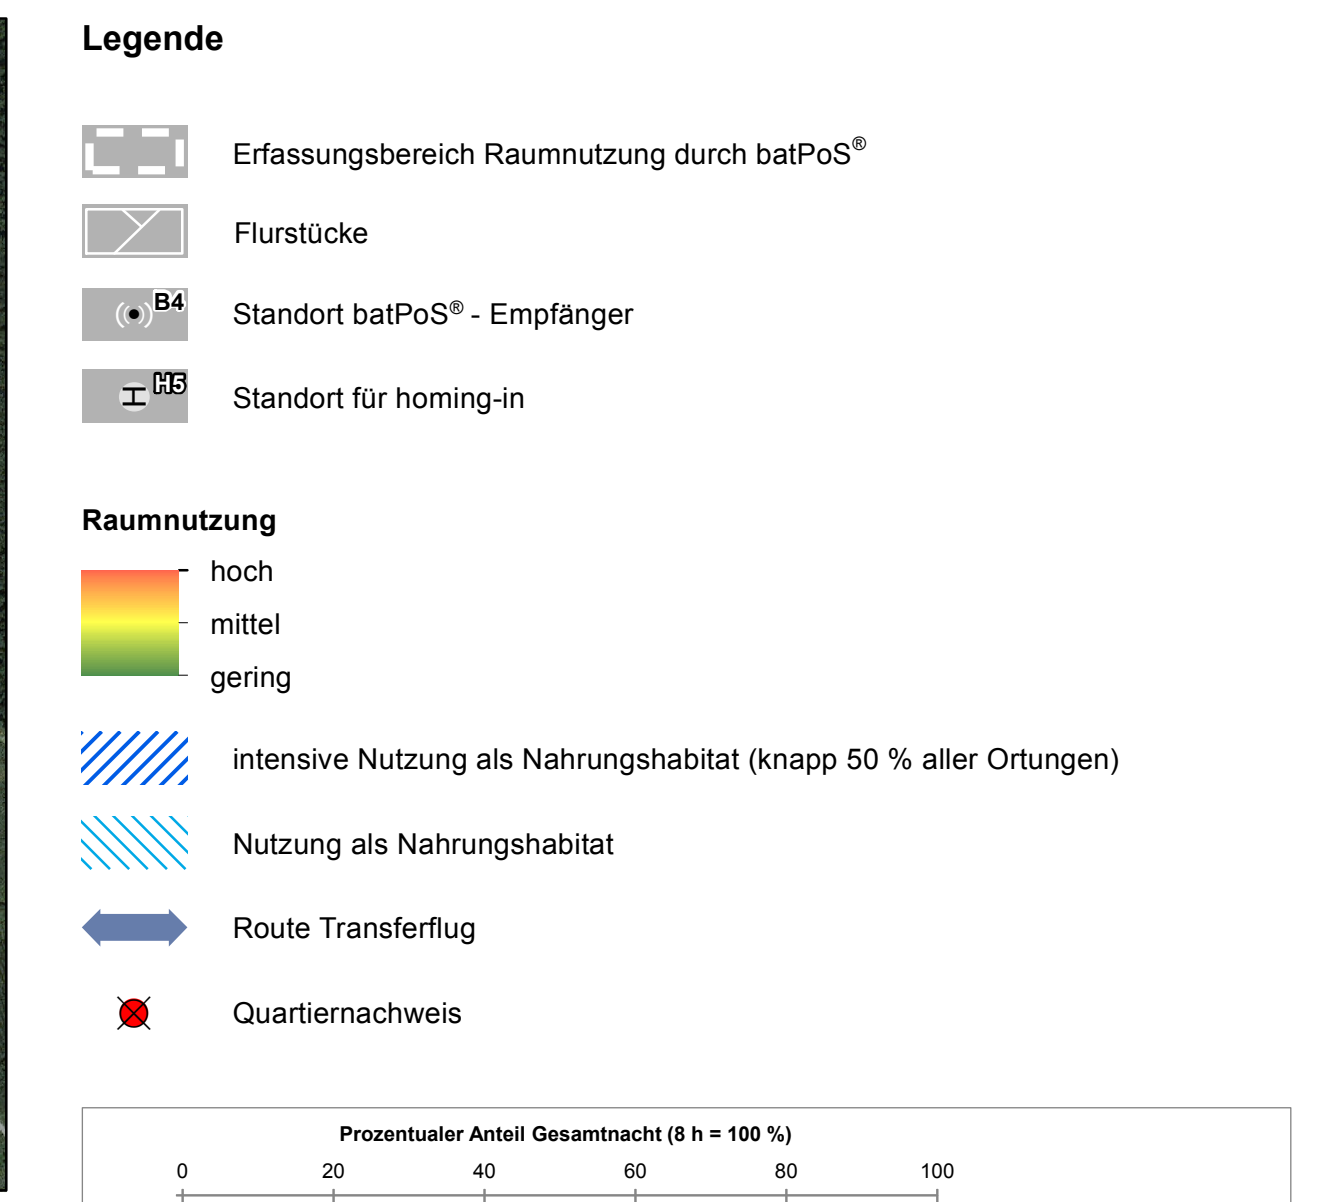 Legende
Erfassungsbereich Raumnutzung durch batPoS®
Flurstücke
B4
Standort batPoS® - Empfänger
H5
Standort für homing-in
Raumnutzung
hoch
mittel
gering
intensive Nutzung als Nahrungshabitat (knapp 50 % aller Ortungen)
Nutzung als Nahrungshabitat
Route Transferflug
Quartiernachweis
Prozentualer Anteil Gesamtnacht (8 h = 100 %)
0 20 40 60 80 100